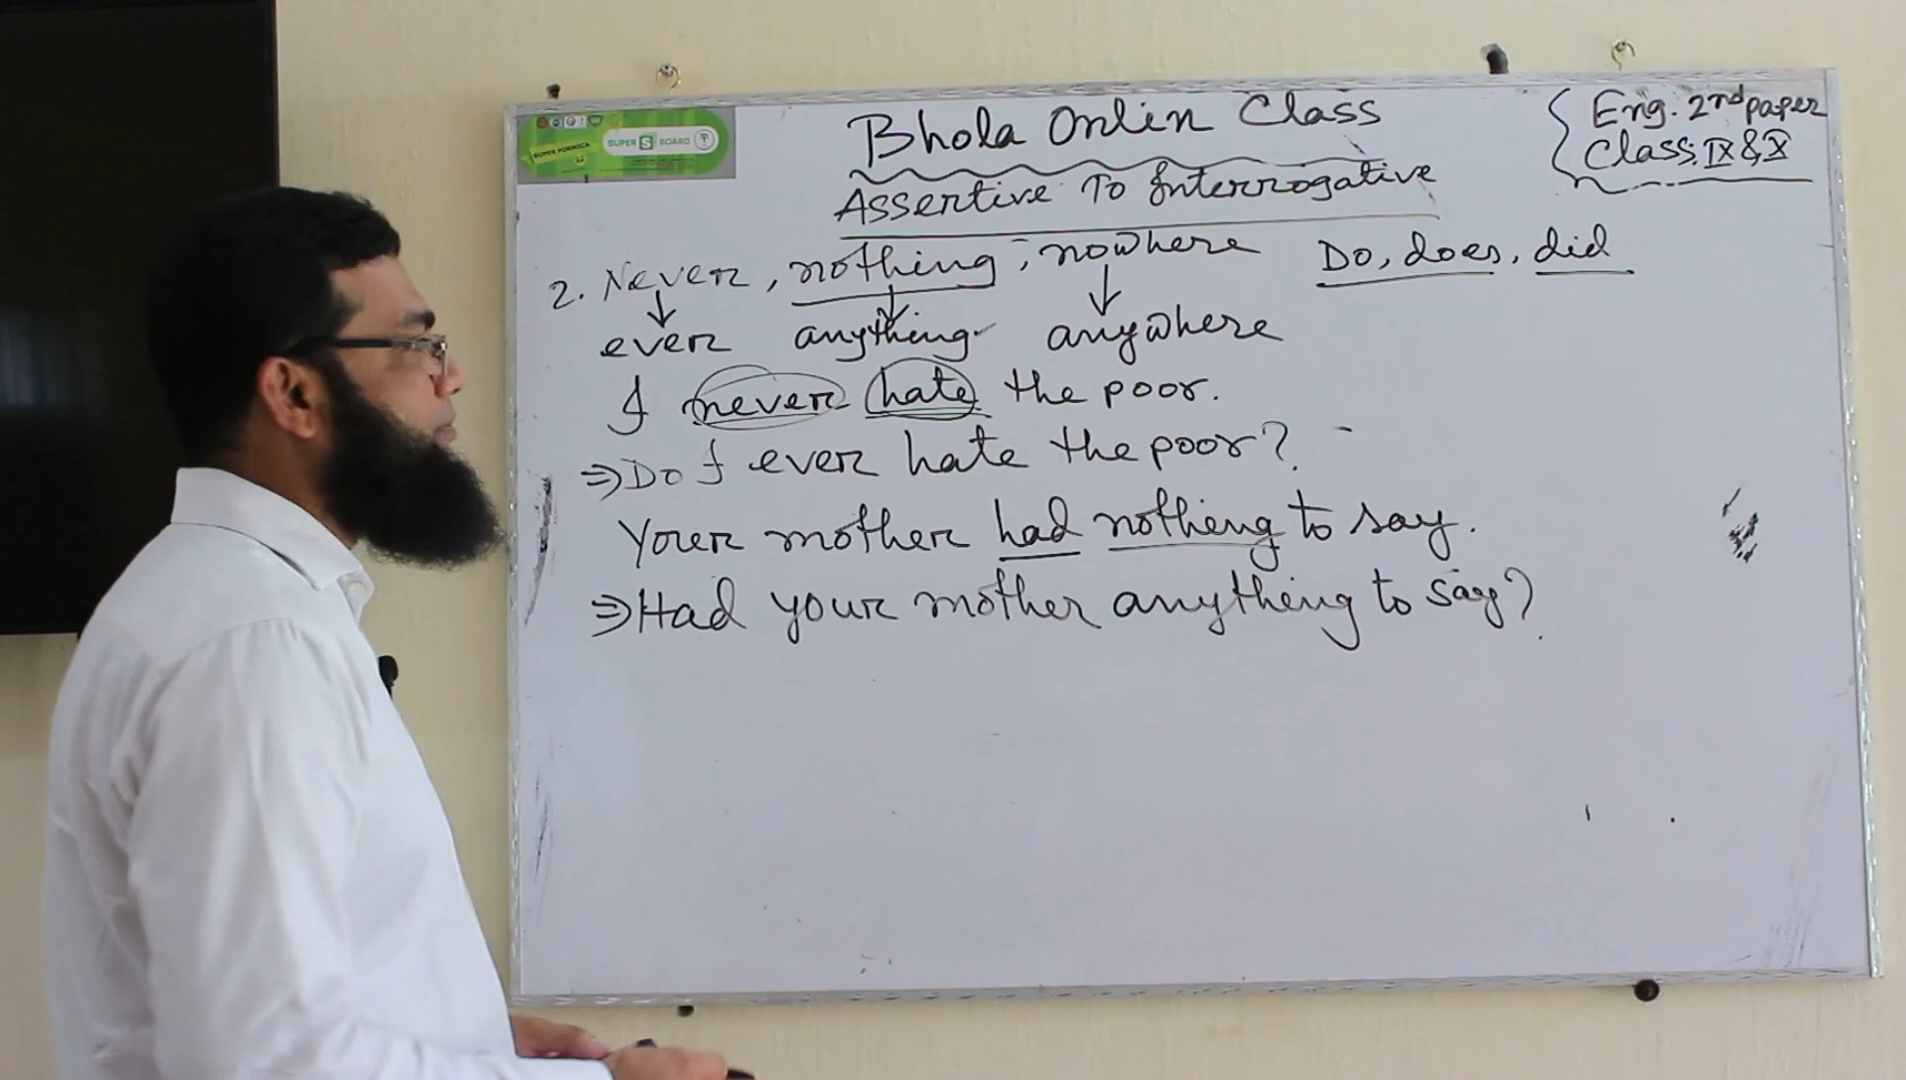 SUPER FORMICA
SUPER S BOARD
Bhola Onlin Class
Eng. 2nd paper
Class: IX & X
Assertive To Interrogative
2. Never, nothing, nowhere Do, does, did
ever anything anywhere
I never hate the poor.
⇒ Do I ever hate the poor?
Your mother had nothing to say.
⇒ Had your mother anything to say?